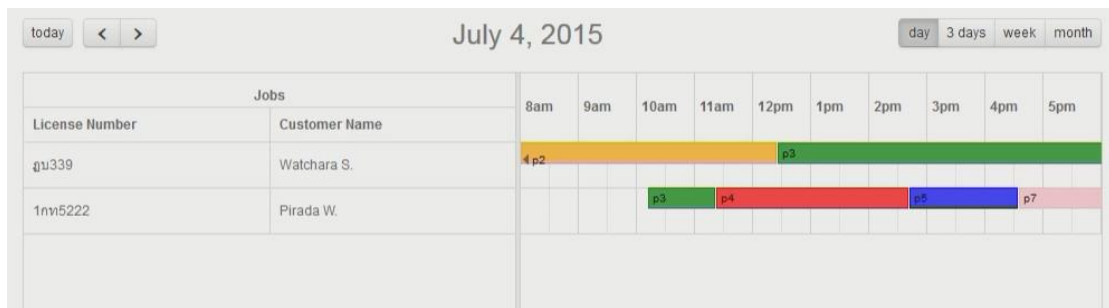 today < > July 4, 2015 day 3 days week month
Jobs
8am 9am 10am 11am 12pm 1pm 2pm 3pm 4pm 5pm
License Number Customer Name
ฎน339 Watchara S. p2 p3
1กท5222 Pirada W. p3 p4 p5 p7